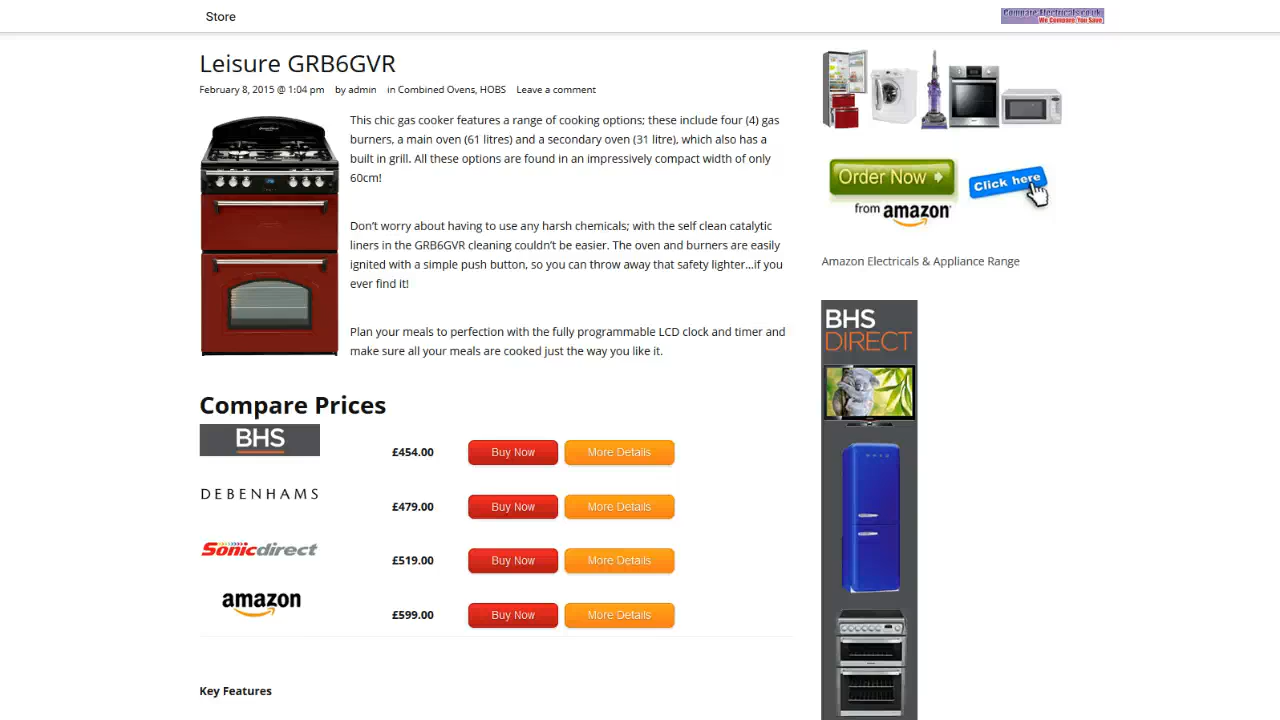 Store
Compare Electricals.co.uk
We Compare You Save
Leisure GRB6GVR
February 8, 2015 @ 1:04 pm by admin in Combined Ovens, HOBS Leave a comment
This chic gas cooker features a range of cooking options; these include four (4) gas
burners, a main oven (61 litres) and a secondary oven (31 litre), which also has a
built in grill. All these options are found in an impressively compact width of only
60cm!
Don’t worry about having to use any harsh chemicals; with the self clean catalytic
liners in the GRB6GVR cleaning couldn’t be easier. The oven and burners are easily
ignited with a simple push button, so you can throw away that safety lighter…if you
ever find it!
Plan your meals to perfection with the fully programmable LCD clock and timer and
make sure all your meals are cooked just the way you like it.
Compare Prices
BHS £454.00 Buy Now More Details
DEBENHAMS £479.00 Buy Now More Details
Sonicdirect £519.00 Buy Now More Details
amazon £599.00 Buy Now More Details
Key Features
Order Now
from amazon
Click here
Amazon Electricals & Appliance Range
BHS
DIRECT
SMEG